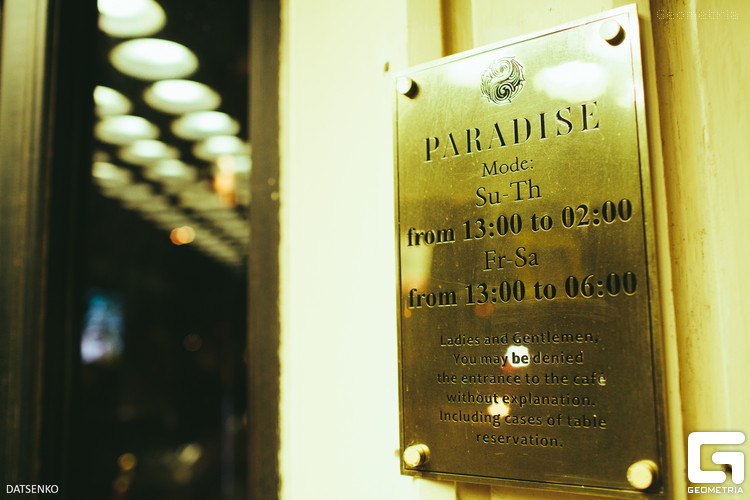 Geometria
PARADISE
Mode:
Su-Th
from 13:00 to 02:00
Fr-Sa
from 13:00 to 06:00
Ladies and Gentlemen,
You may be denied
the entrance to the café
without explanation.
Including cases of table
reservation.
DATSENKO
GEOMETRIA